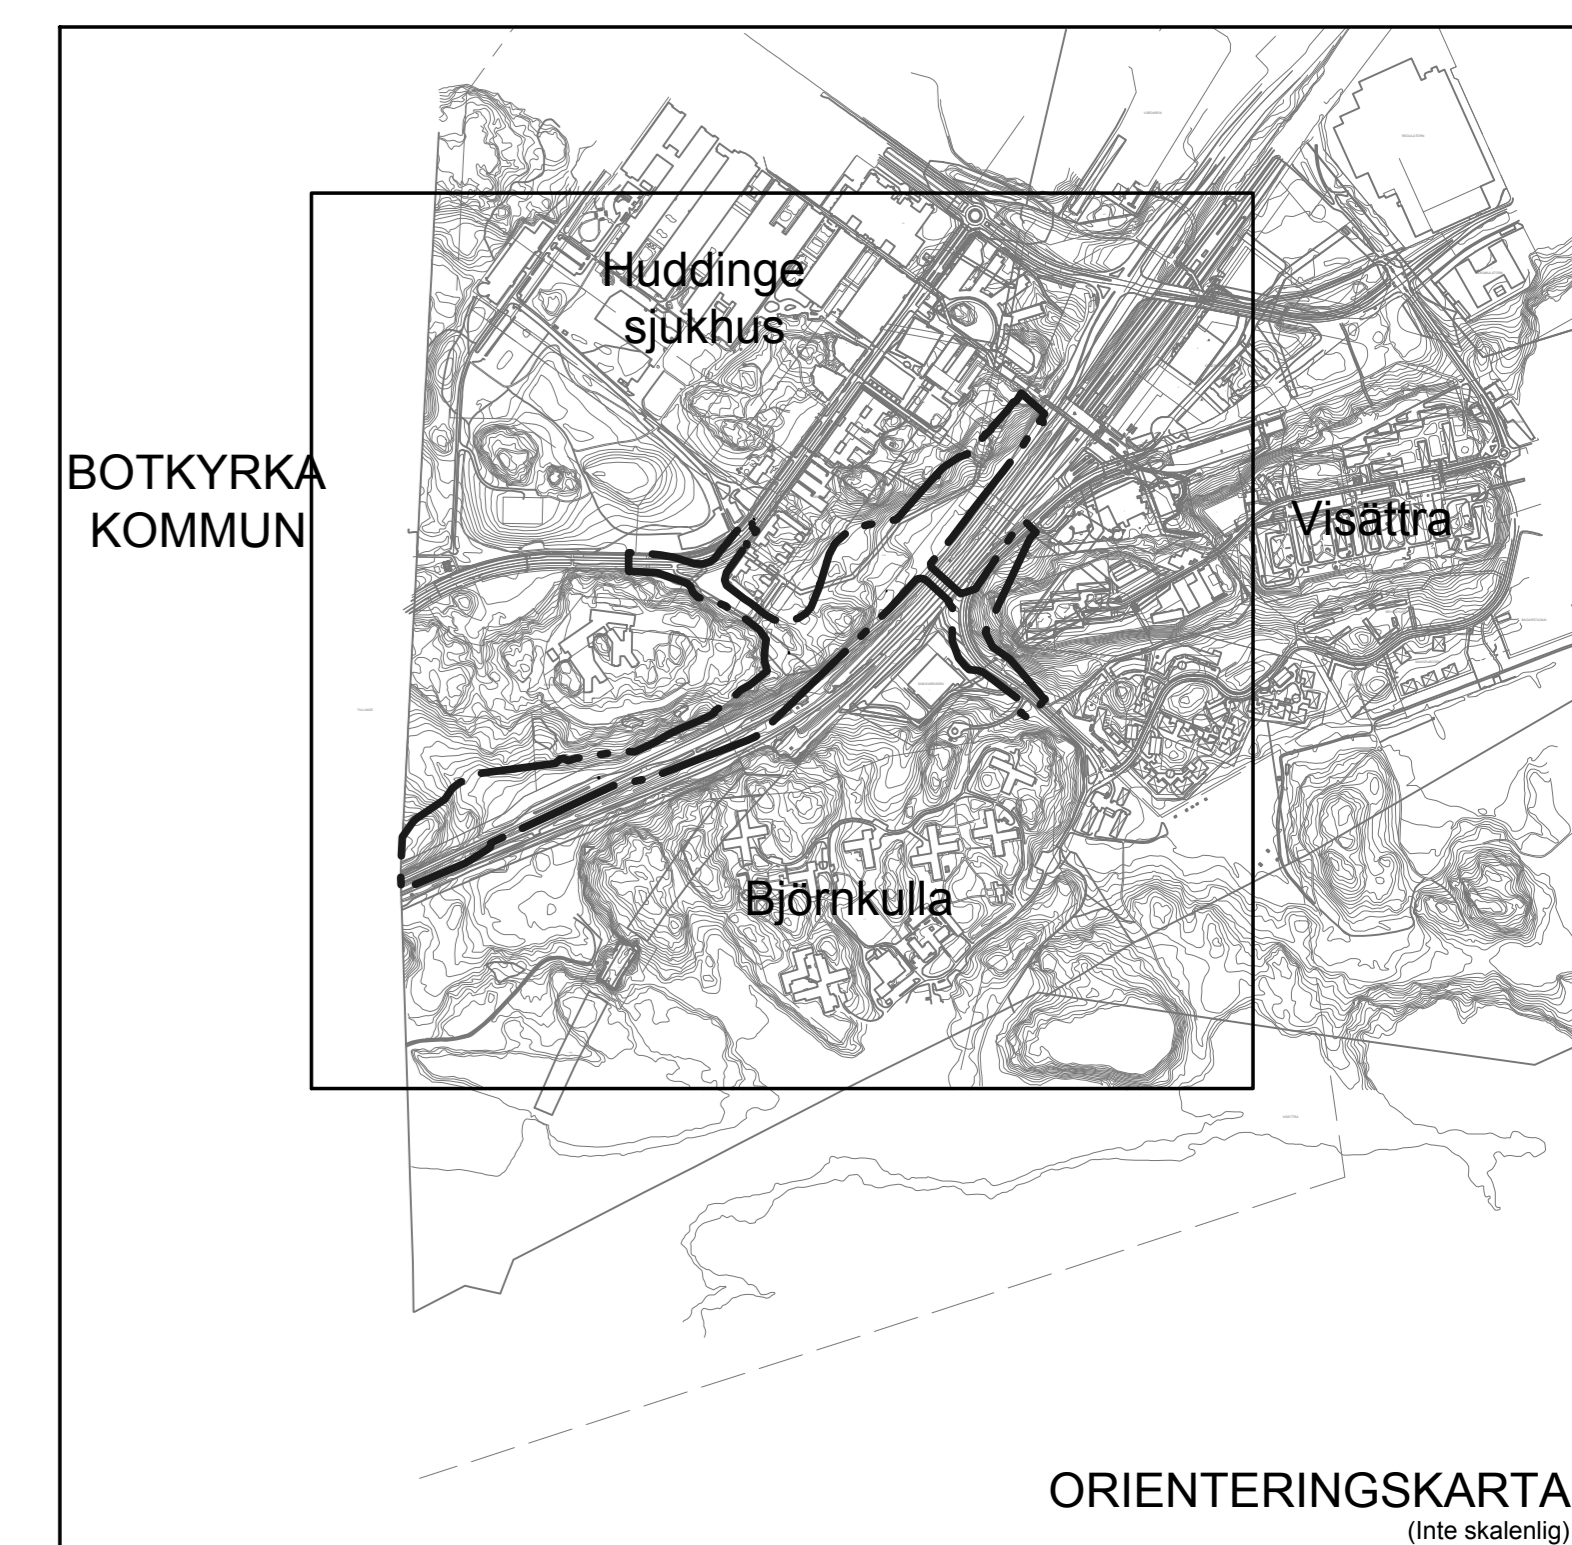 Huddinge
sjukhus
BOTKYRKA
KOMMUN
Visättra
Björnkulla
ORIENTERINGSKARTA
(Inte skalenlig)